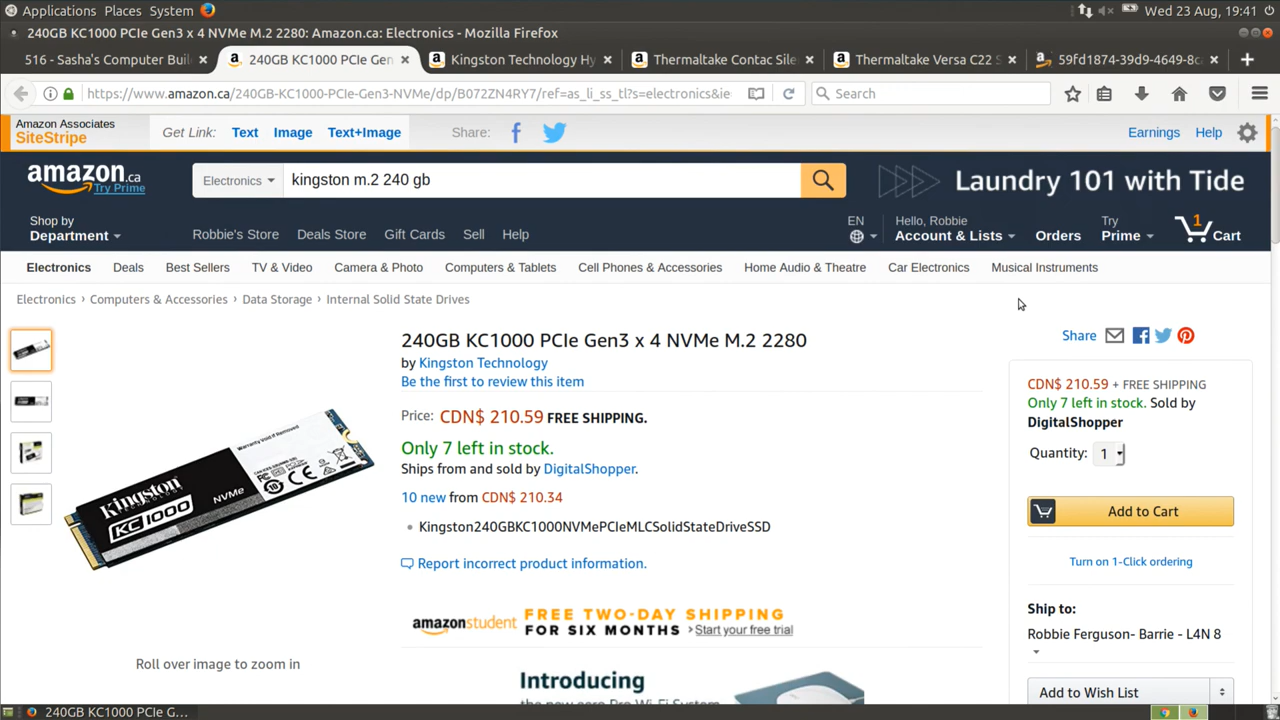 Applications Places System
Wed 23 Aug, 19:41
240GB KC1000 PCIe Gen3 x 4 NVMe M.2 2280: Amazon.ca: Electronics - Mozilla Firefox
516 - Sasha's Computer Buil
240GB KC1000 PCIe Gen
Kingston Technology Hy
Thermaltake Contac Sile
Thermaltake Versa C22 S
59fd1874-39d9-4649-8c
https://www.amazon.ca/240GB-KC1000-PCIe-Gen3-NVMe/dp/B072ZN4RY7/ref=as_li_ss_tl?s=electronics&ie
Search
Amazon Associates
SiteStripe
Get Link: Text Image Text+Image
Share:
Earnings Help
amazon.ca
Try Prime
Electronics
kingston m.2 240 gb
Laundry 101 with Tide
Shop by
Department
Robbie's Store Deals Store Gift Cards Sell Help
EN
Hello, Robbie
Account & Lists
Orders
Try
Prime
1
Cart
Electronics Deals Best Sellers TV & Video Camera & Photo Computers & Tablets Cell Phones & Accessories Home Audio & Theatre Car Electronics Musical Instruments
Electronics › Computers & Accessories › Data Storage › Internal Solid State Drives
240GB KC1000 PCIe Gen3 x 4 NVMe M.2 2280
by Kingston Technology
Be the first to review this item
Price: CDN$ 210.59 FREE SHIPPING.
Only 7 left in stock.
Ships from and sold by DigitalShopper.
10 new from CDN$ 210.34
• Kingston240GBKC1000NVMePCIeMLCSolidStateDriveSSD
Report incorrect product information.
amazonstudent
FREE TWO-DAY SHIPPING
FOR SIX MONTHS ›Start your free trial
Introducing
Warranty Void if Removed
Kingston
TECHNOLOGY
KC1000
NVMe
Roll over image to zoom in
Share
CDN$ 210.59 + FREE SHIPPING
Only 7 left in stock. Sold by
DigitalShopper
Quantity: 1
Add to Cart
Turn on 1-Click ordering
Ship to:
Robbie Ferguson- Barrie - L4N 8
Add to Wish List
240GB KC1000 PCIe G...